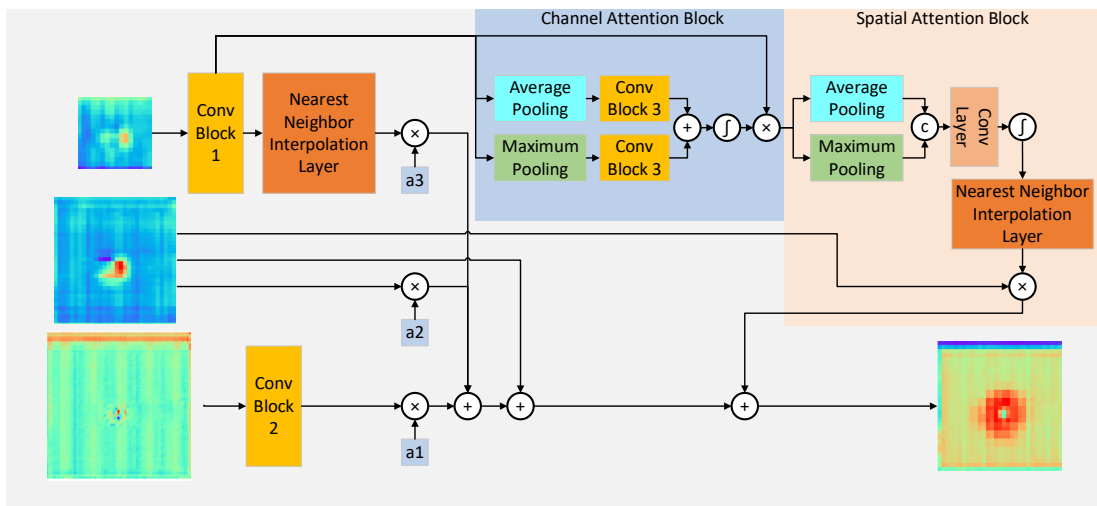 Channel Attention Block
Spatial Attention Block
Conv
Block
1
Nearest
Neighbor
Interpolation
Layer
×
a3
Average
Pooling
Conv
Block 3
Maximum
Pooling
Conv
Block 3
+
∫
×
Average
Pooling
Maximum
Pooling
c
Conv
Layer
∫
Nearest Neighbor
Interpolation
Layer
×
×
a2
Conv
Block
2
×
a1
+
+
+